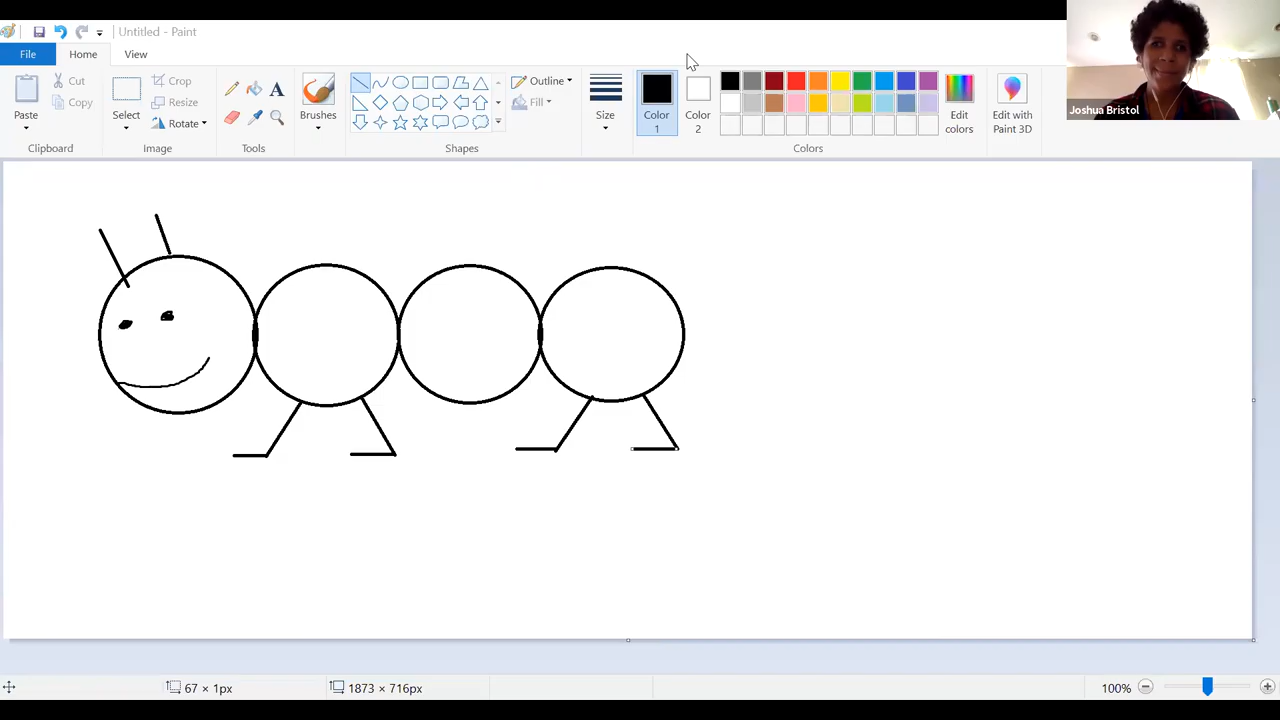 Untitled - Paint
File Home View
Cut
Copy
Paste
Clipboard
Crop
Resize
Rotate
Select
Image
Tools
Brushes
Shapes
Outline
Fill
Size
Color 1
Color 2
Colors
Edit colors
Edit with Paint 3D
Joshua Bristol
67 × 1px
1873 × 716px
100%